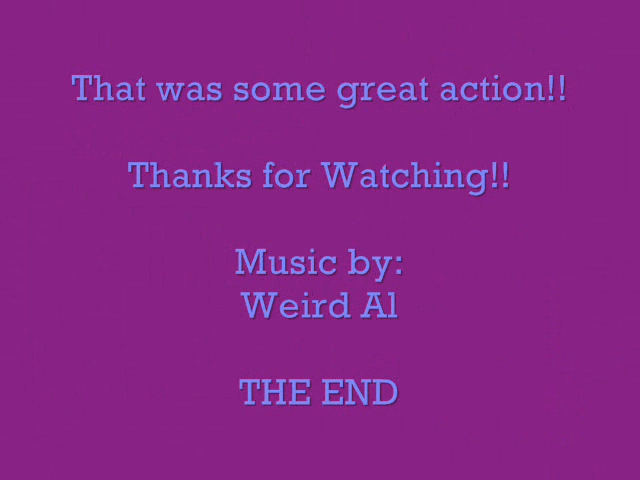 That was some great action!!
Thanks for Watching!!
Music by:
Weird Al
THE END